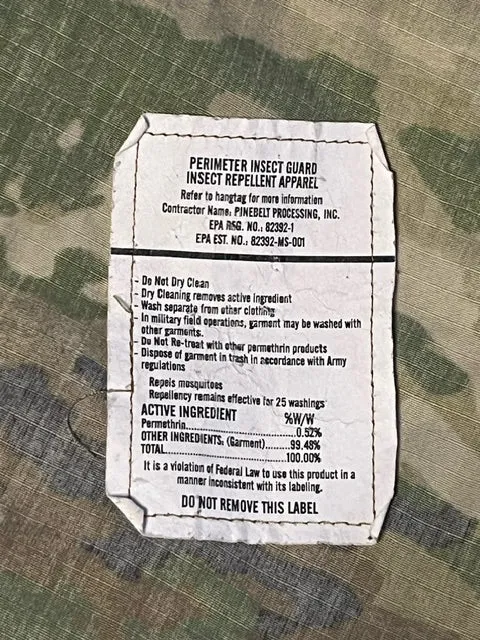 PERIMETER INSECT GUARD
INSECT REPELLENT APPAREL
Refer to hangtag for more information
Contractor Name: PINEBELT PROCESSING, INC.
EPA REG. NO.: 82392-1
EPA EST. NO.: 82392-MS-001
- Do Not Dry Clean
- Dry Cleaning removes active ingredient
- Wash separate from other clothing
- In military field operations, garment may be washed with
other garments.
- Do Not Re-treat with other permethrin products
- Dispose of garment in trash in accordance with Army
regulations
Repels mosquitoes
Repellency remains effective for 25 washings
ACTIVE INGREDIENT %W/W
Permethrin..........................0.52%
OTHER INGREDIENTS: (Garment)......99.48%
TOTAL..............................100.00%
It is a violation of Federal Law to use this product in a
manner inconsistent with its labeling.
DO NOT REMOVE THIS LABEL